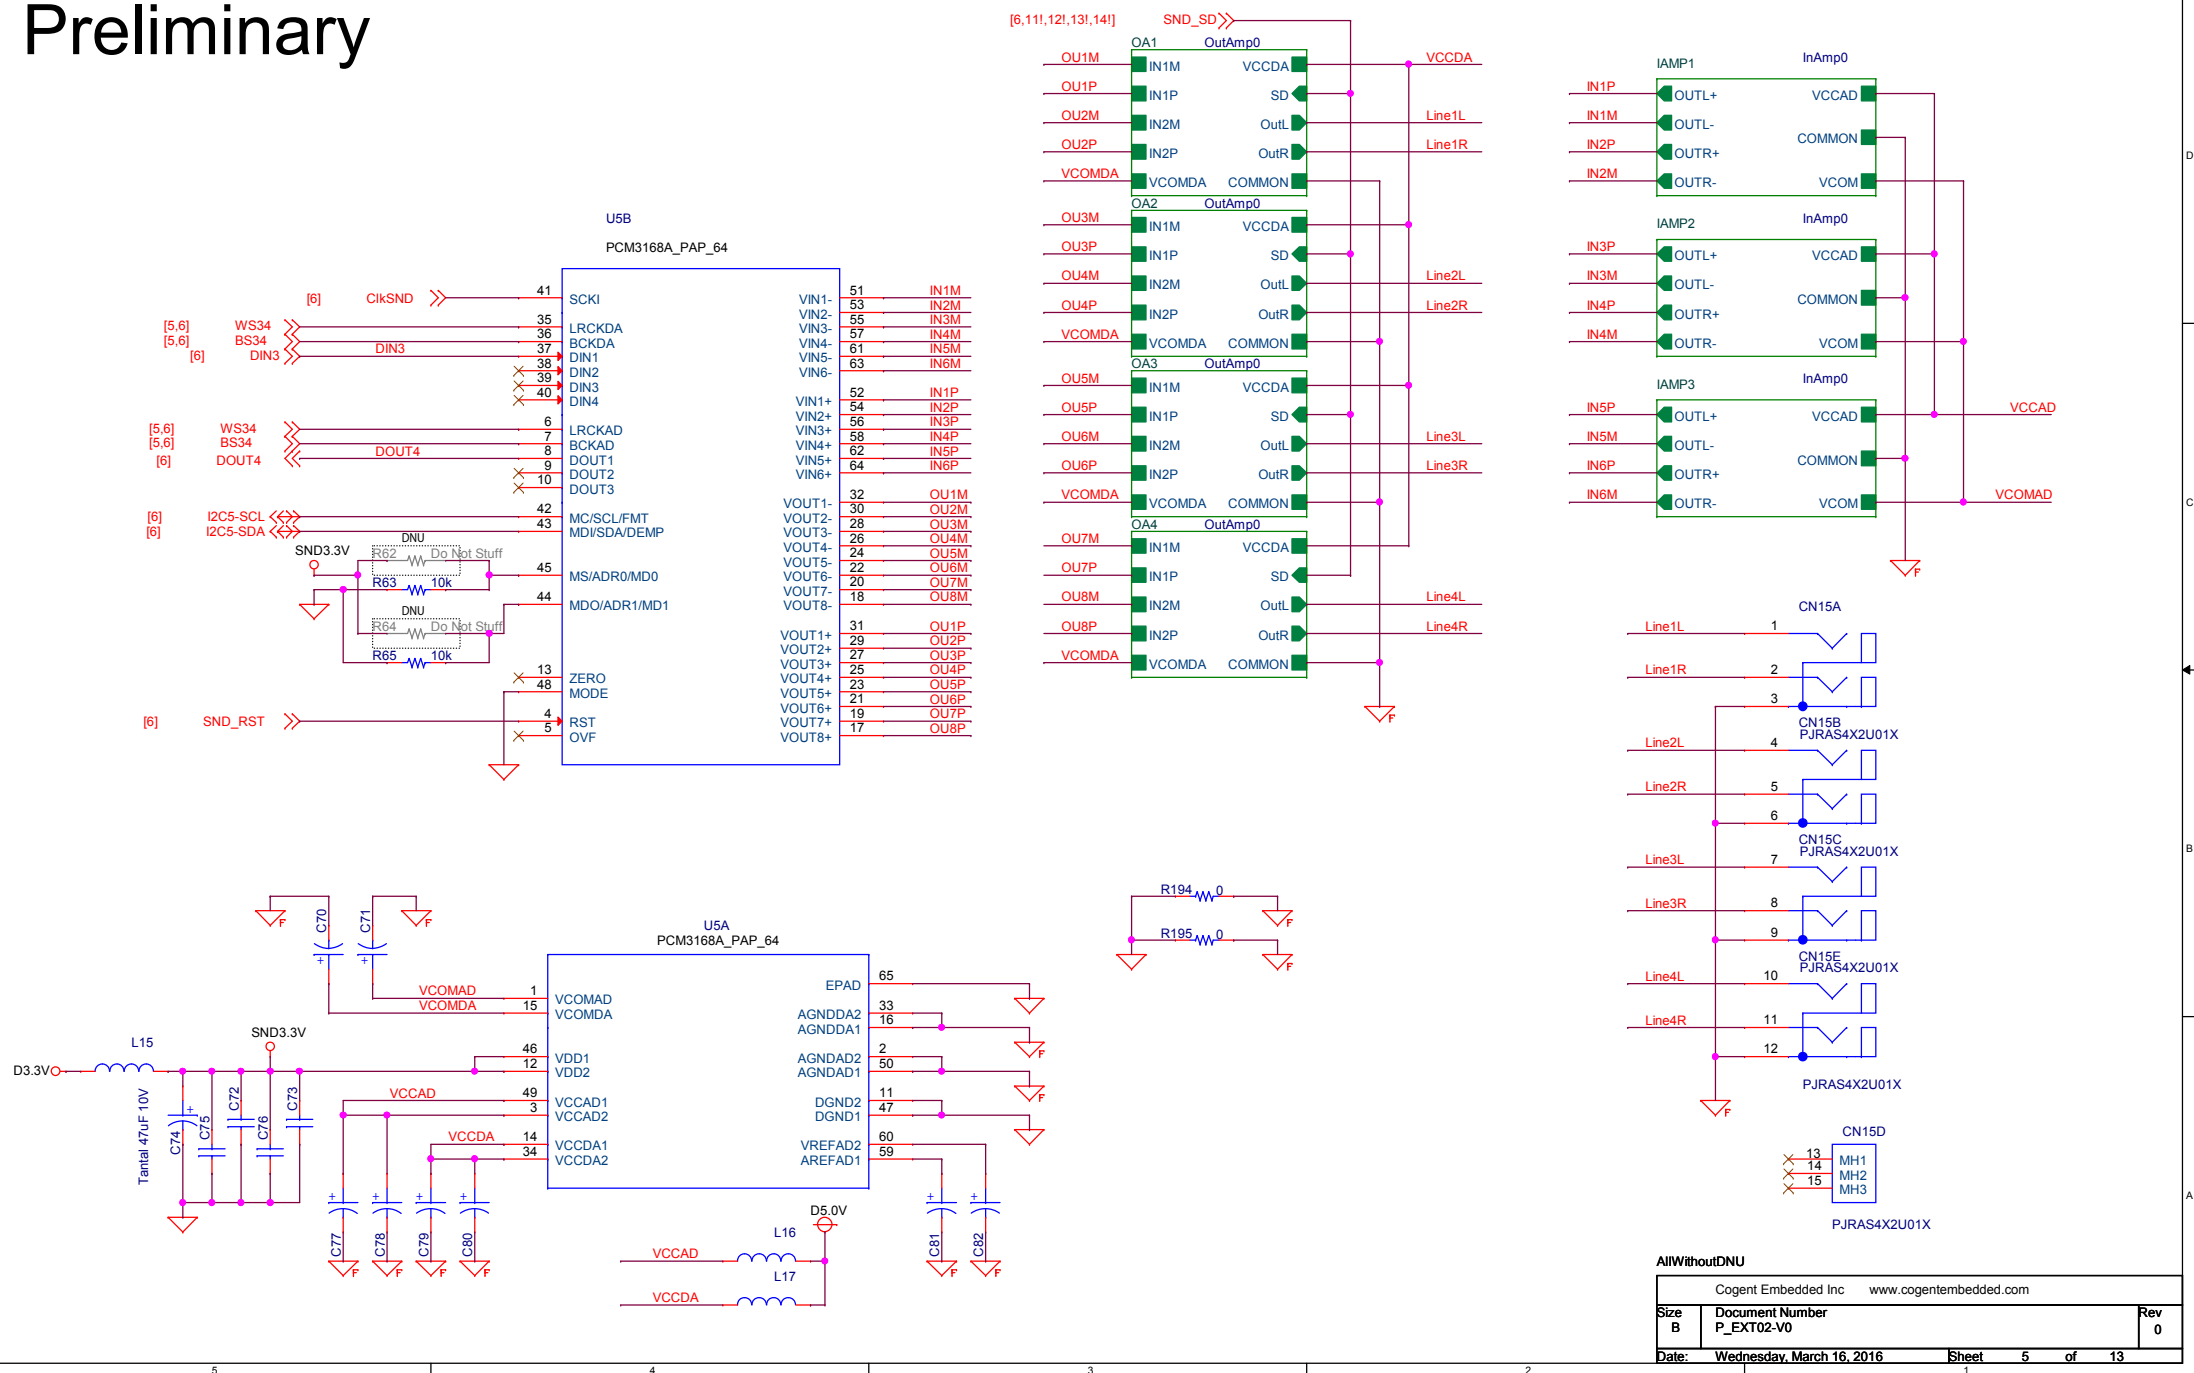 Preliminary
[6,11!,12!,13!,14!] SND_SD
OA1 OutAmp0
OU1M IN1M VCCDA VCCDA
OU1P IN1P SD
OU2M IN2M OutL Line1L
OU2P IN2P OutR Line1R
VCOMDA VCOMDA COMMON
OA2 OutAmp0
OU3M IN1M VCCDA
OU3P IN1P SD
OU4M IN2M OutL Line2L
OU4P IN2P OutR Line2R
VCOMDA VCOMDA COMMON
OA3 OutAmp0
OU5M IN1M VCCDA
OU5P IN1P SD
OU6M IN2M OutL Line3L
OU6P IN2P OutR Line3R
VCOMDA VCOMDA COMMON
OA4 OutAmp0
OU7M IN1M VCCDA
OU7P IN1P SD
OU8M IN2M OutL Line4L
OU8P IN2P OutR Line4R
VCOMDA VCOMDA COMMON
F
IAMP1 InAmp0
IN1P OUTL+ VCCAD
IN1M OUTL- COMMON
IN2P OUTR+
IN2M OUTR- VCOM
IAMP2 InAmp0
IN3P OUTL+ VCCAD
IN3M OUTL- COMMON
IN4P OUTR+
IN4M OUTR- VCOM
IAMP3 InAmp0
IN5P OUTL+ VCCAD VCCAD
IN5M OUTL- COMMON
IN6P OUTR+
IN6M OUTR- VCOM VCOMAD
F
U5B
PCM3168A_PAP_64
[6] ClkSND 41 SCKI
[5,6] WS34 35 LRCKDA
[5,6] BS34 36 BCKDA
[6] DIN3 DIN3 37 DIN1
38 DIN2
39 DIN3
40 DIN4
[5,6] WS34 6 LRCKAD
[5,6] BS34 7 BCKAD
[6] DOUT4 DOUT4 8 DOUT1
9 DOUT2
10 DOUT3
[6] I2C5-SCL 42 MC/SCL/FMT
[6] I2C5-SDA 43 MDI/SDA/DEMP
DNU
SND3.3V R62 Do Not Stuff
45 MS/ADR0/MD0
R63 10k
44 MDO/ADR1/MD1
DNU
R64 Do Not Stuff
R65 10k
13 ZERO
48 MODE
[6] SND_RST 4 RST
5 OVF
VIN1- 51 IN1M
VIN2- 53 IN2M
VIN3- 55 IN3M
VIN4- 57 IN4M
VIN5- 61 IN5M
VIN6- 63 IN6M
VIN1+ 52 IN1P
VIN2+ 54 IN2P
VIN3+ 56 IN3P
VIN4+ 58 IN4P
VIN5+ 62 IN5P
VIN6+ 64 IN6P
VOUT1- 32 OU1M
VOUT2- 30 OU2M
VOUT3- 28 OU3M
VOUT4- 26 OU4M
VOUT5- 24 OU5M
VOUT6- 22 OU6M
VOUT7- 20 OU7M
VOUT8- 18 OU8M
VOUT1+ 31 OU1P
VOUT2+ 29 OU2P
VOUT3+ 27 OU3P
VOUT4+ 25 OU4P
VOUT5+ 23 OU5P
VOUT6+ 21 OU6P
VOUT7+ 19 OU7P
VOUT8+ 17 OU8P
CN15A
Line1L 1
Line1R 2
3
CN15B
PJRAS4X2U01X
Line2L 4
Line2R 5
6
CN15C
PJRAS4X2U01X
Line3L 7
Line3R 8
9
CN15E
PJRAS4X2U01X
Line4L 10
Line4R 11
12
PJRAS4X2U01X
F
CN15D
13 MH1
14 MH2
15 MH3
PJRAS4X2U01X
F C70 C71 F
R194 0 F
R195 0 F
U5A
PCM3168A_PAP_64
VCOMAD 1 VCOMAD
VCOMDA 15 VCOMDA
46 VDD1
12 VDD2
VCCAD 49 VCCAD1
3 VCCAD2
VCCDA 14 VCCDA1
34 VCCDA2
EPAD 65
AGNDDA2 33
AGNDDA1 16
F
AGNDAD2 2
AGNDAD1 50
F
DGND2 11
DGND1 47
VREFAD2 60
AREFAD1 59
D3.3V L15 SND3.3V
Tantal 47uF 10V
C74 C75 C72 C76 C73
C77 C78 C79 C80 C81 C82
F F F F F F
D5.0V
VCCAD L16
VCCDA L17
AllWithoutDNU
Cogent Embedded Inc www.cogentembedded.com
Size Document Number Rev
B P_EXT02-V0 0
Date: Wednesday, March 16, 2016 Sheet 5 of 13
5 4 3 2 1
D
C
B
A